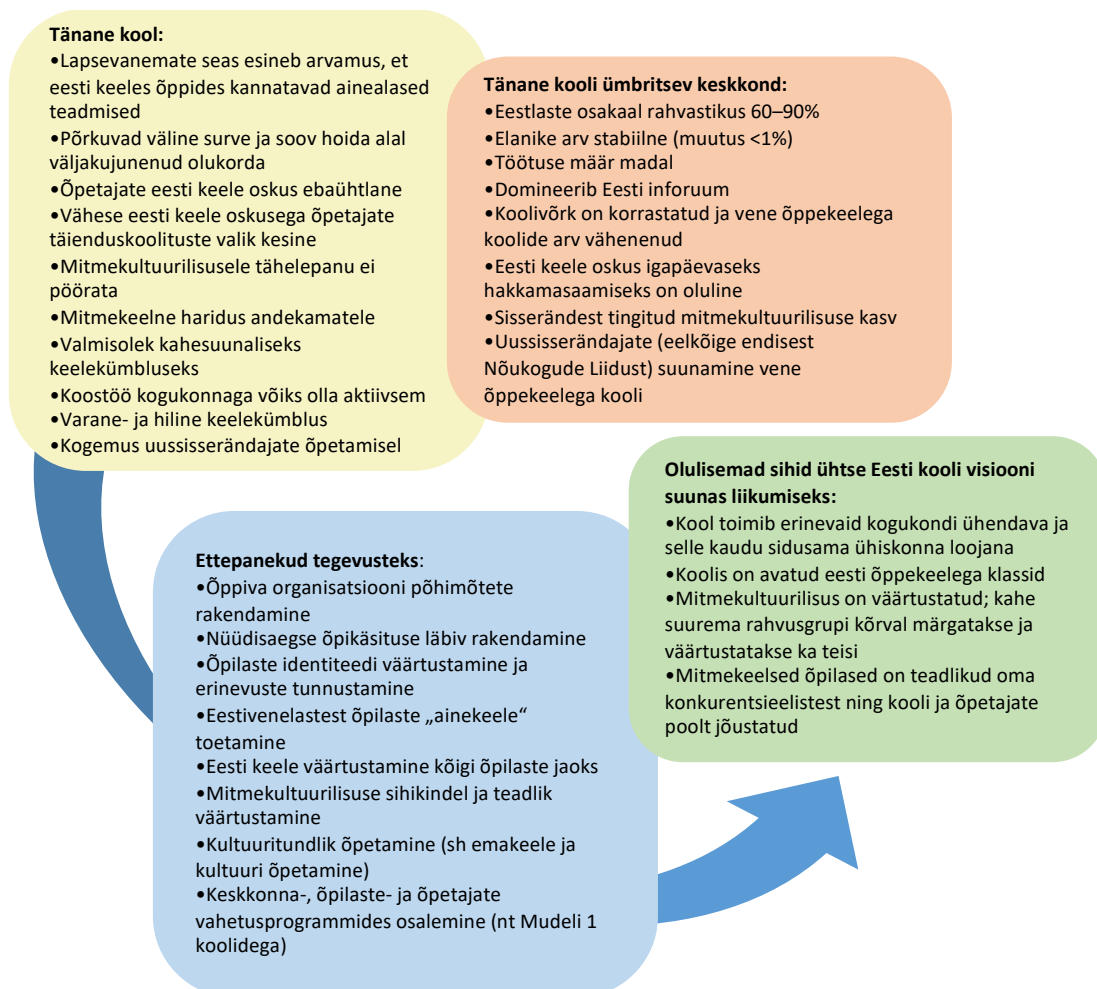 Tänane kool:
•Lapsevanemate seas esineb arvamus, et
eesti keeles õppides kannatavad ainealased
teadmised
•Põrkuvad väline surve ja soov hoida alal
väljakujunenud olukorda
•Õpetajate eesti keele oskus ebaühtlane
•Vähese eesti keele oskusega õpetajate
täienduskoolituste valik kesine
•Mitmekultuurilisusele tähelepanu ei
pöörata
•Mitmekeelne haridus andekamatele
•Valmisolek kahesuunaliseks
keelekümbluseks
•Koostöö kogukonnaga võiks olla aktiivsem
•Varane- ja hiline keelekümblus
•Kogemus uussisserändajate õpetamisel
Tänane kooli ümbritsev keskkond:
•Eestlaste osakaal rahvastikus 60–90%
•Elanike arv stabiilne (muutus <1%)
•Töötuse määr madal
•Domineerib Eesti inforuum
•Koolivõrk on korrastatud ja vene õppekeelega
koolide arv vähenenud
•Eesti keele oskus igapäevaseks
hakkamasaamiseks on oluline
•Sisserändest tingitud mitmekultuurilisuse kasv
•Uussisserändajate (eelkõige endisest
Nõukogude Liidust) suunamine vene
õppekeelega kooli
Olulisemad sihid ühtse Eesti kooli visiooni
suunas liikumiseks:
•Kool toimib erinevaid kogukondi ühendava ja
selle kaudu sidusama ühiskonna loojana
•Koolis on avatud eesti õppekeelega klassid
•Mitmekultuurilisus on väärtustatud; kahe
suurema rahvusgrupi kõrval märgatakse ja
väärtustatakse ka teisi
•Mitmekeelsed õpilased on teadlikud oma
konkurentsieelistest ning kooli ja õpetajate
poolt jõustatud
Ettepanekud tegevusteks:
•Õppiva organisatsiooni põhimõtete
rakendamine
•Nüüdisaegse õpikäsituse läbiv rakendamine
•Õpilaste identiteedi väärtustamine ja
erinevuste tunnustamine
•Eestivenelastest õpilaste „ainekeele“
toetamine
•Eesti keele väärtustamine kõigi õpilaste jaoks
•Mitmekultuurilisuse sihikindel ja teadlik
väärtustamine
•Kultuuritundlik õpetamine (sh emakeele ja
kultuuri õpetamine)
•Keskkonna-, õpilaste- ja õpetajate
vahetusprogrammides osalemine (nt Mudeli 1
koolidega)